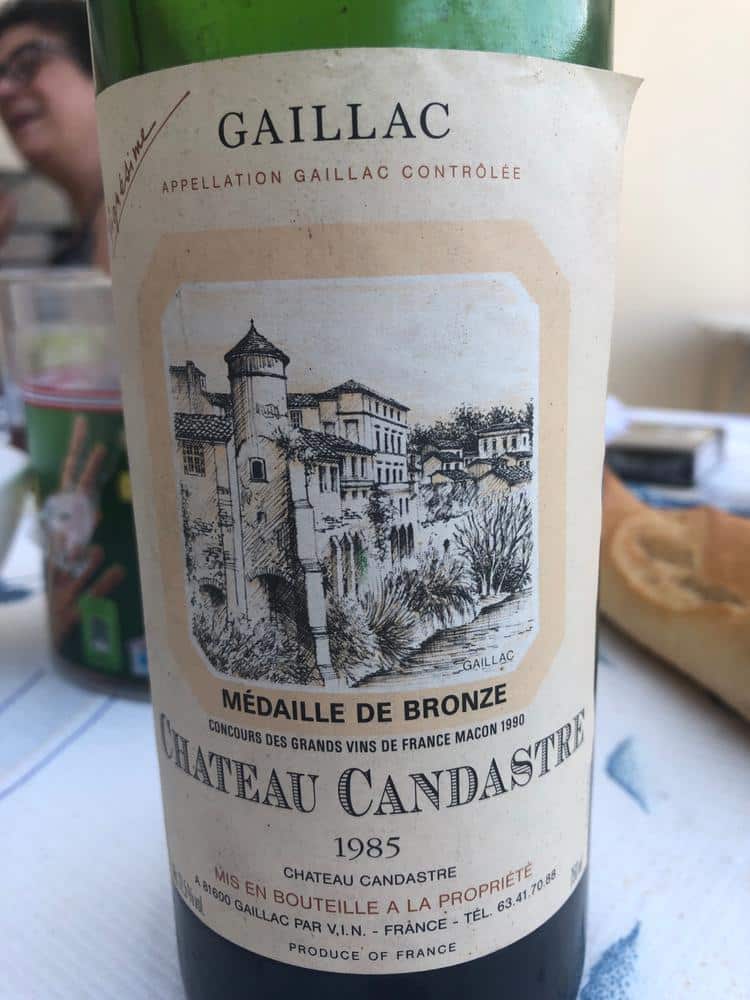 GAILLAC
APPELLATION GAILLAC CONTRÔLÉE
GAILLAC
MÉDAILLE DE BRONZE
CONCOURS DES GRANDS VINS DE FRANCE MACON 1990
CHATEAU CANDASTRE
1985
CHATEAU CANDASTRE
MIS EN BOUTEILLE A LA PROPRIÉTÉ
A 81600 GAILLAC PAR V.I.N. - FRANCE - TÉL. 63.41.70.88
PRODUCE OF FRANCE